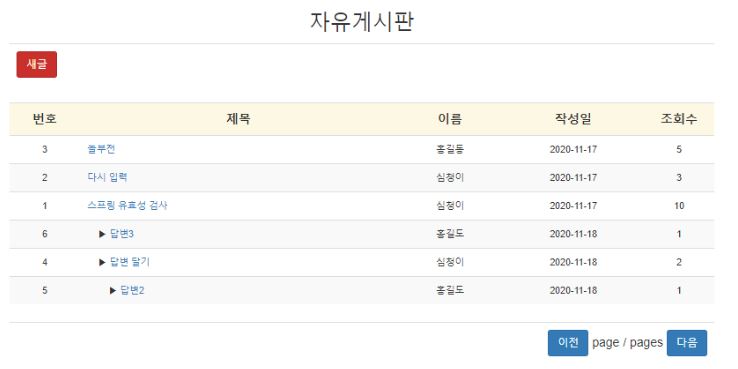 자유게시판
새글
번호 제목 이름 작성일 조회수
3 놀부전 홍길동 2020-11-17 5
2 다시 입력 심청이 2020-11-17 3
1 스프링 유효성 검사 심청이 2020-11-17 10
6 ▶ 답변3 홍길도 2020-11-18 1
4 ▶ 답변 달기 심청이 2020-11-18 2
5 ▶ 답변2 홍길도 2020-11-18 1
이전 page / pages 다음